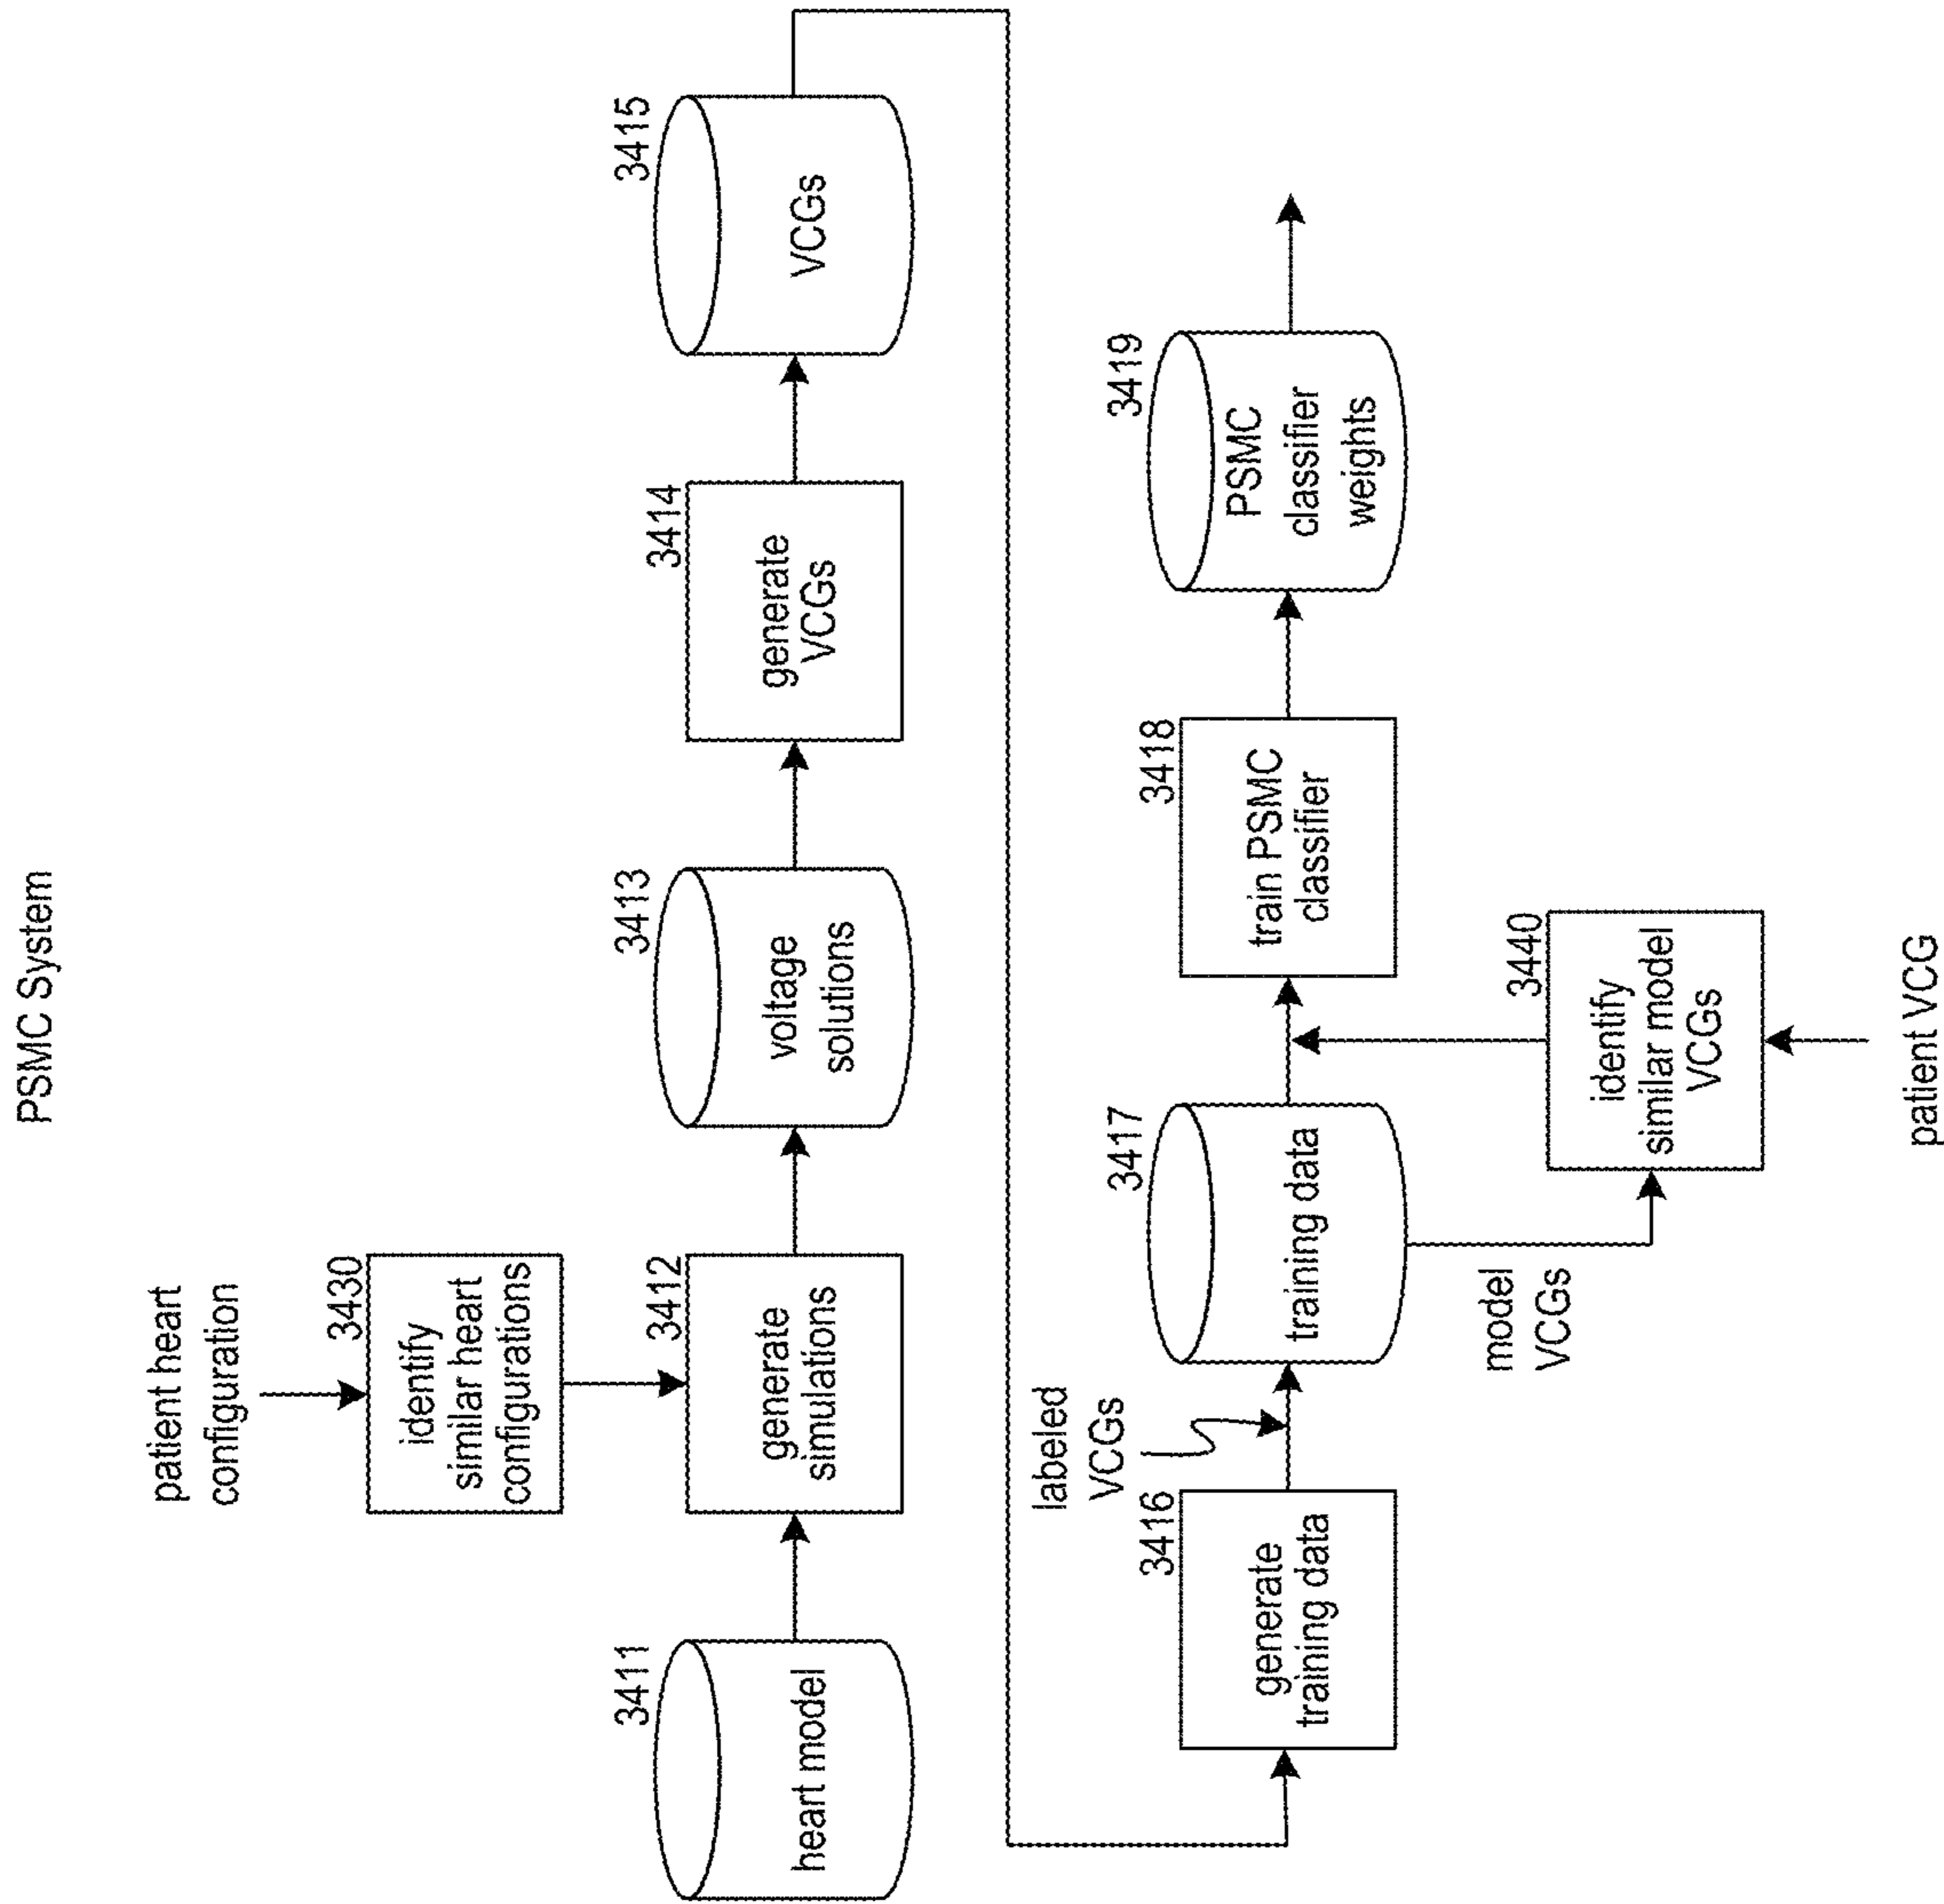 PSMC System
patient heart
configuration
3430
identify
similar heart
configurations
3411
heart model
3412
generate
simulations
3413
voltage
solutions
3414
generate
VCGs
3415
VCGs
labeled
VCGs
3416
generate
training data
3417
training data
3418
train PSMC
classifier
3419
PSMC
classifier
weights
model
VCGs
3440
identify
similar model
VCGs
patient VCG